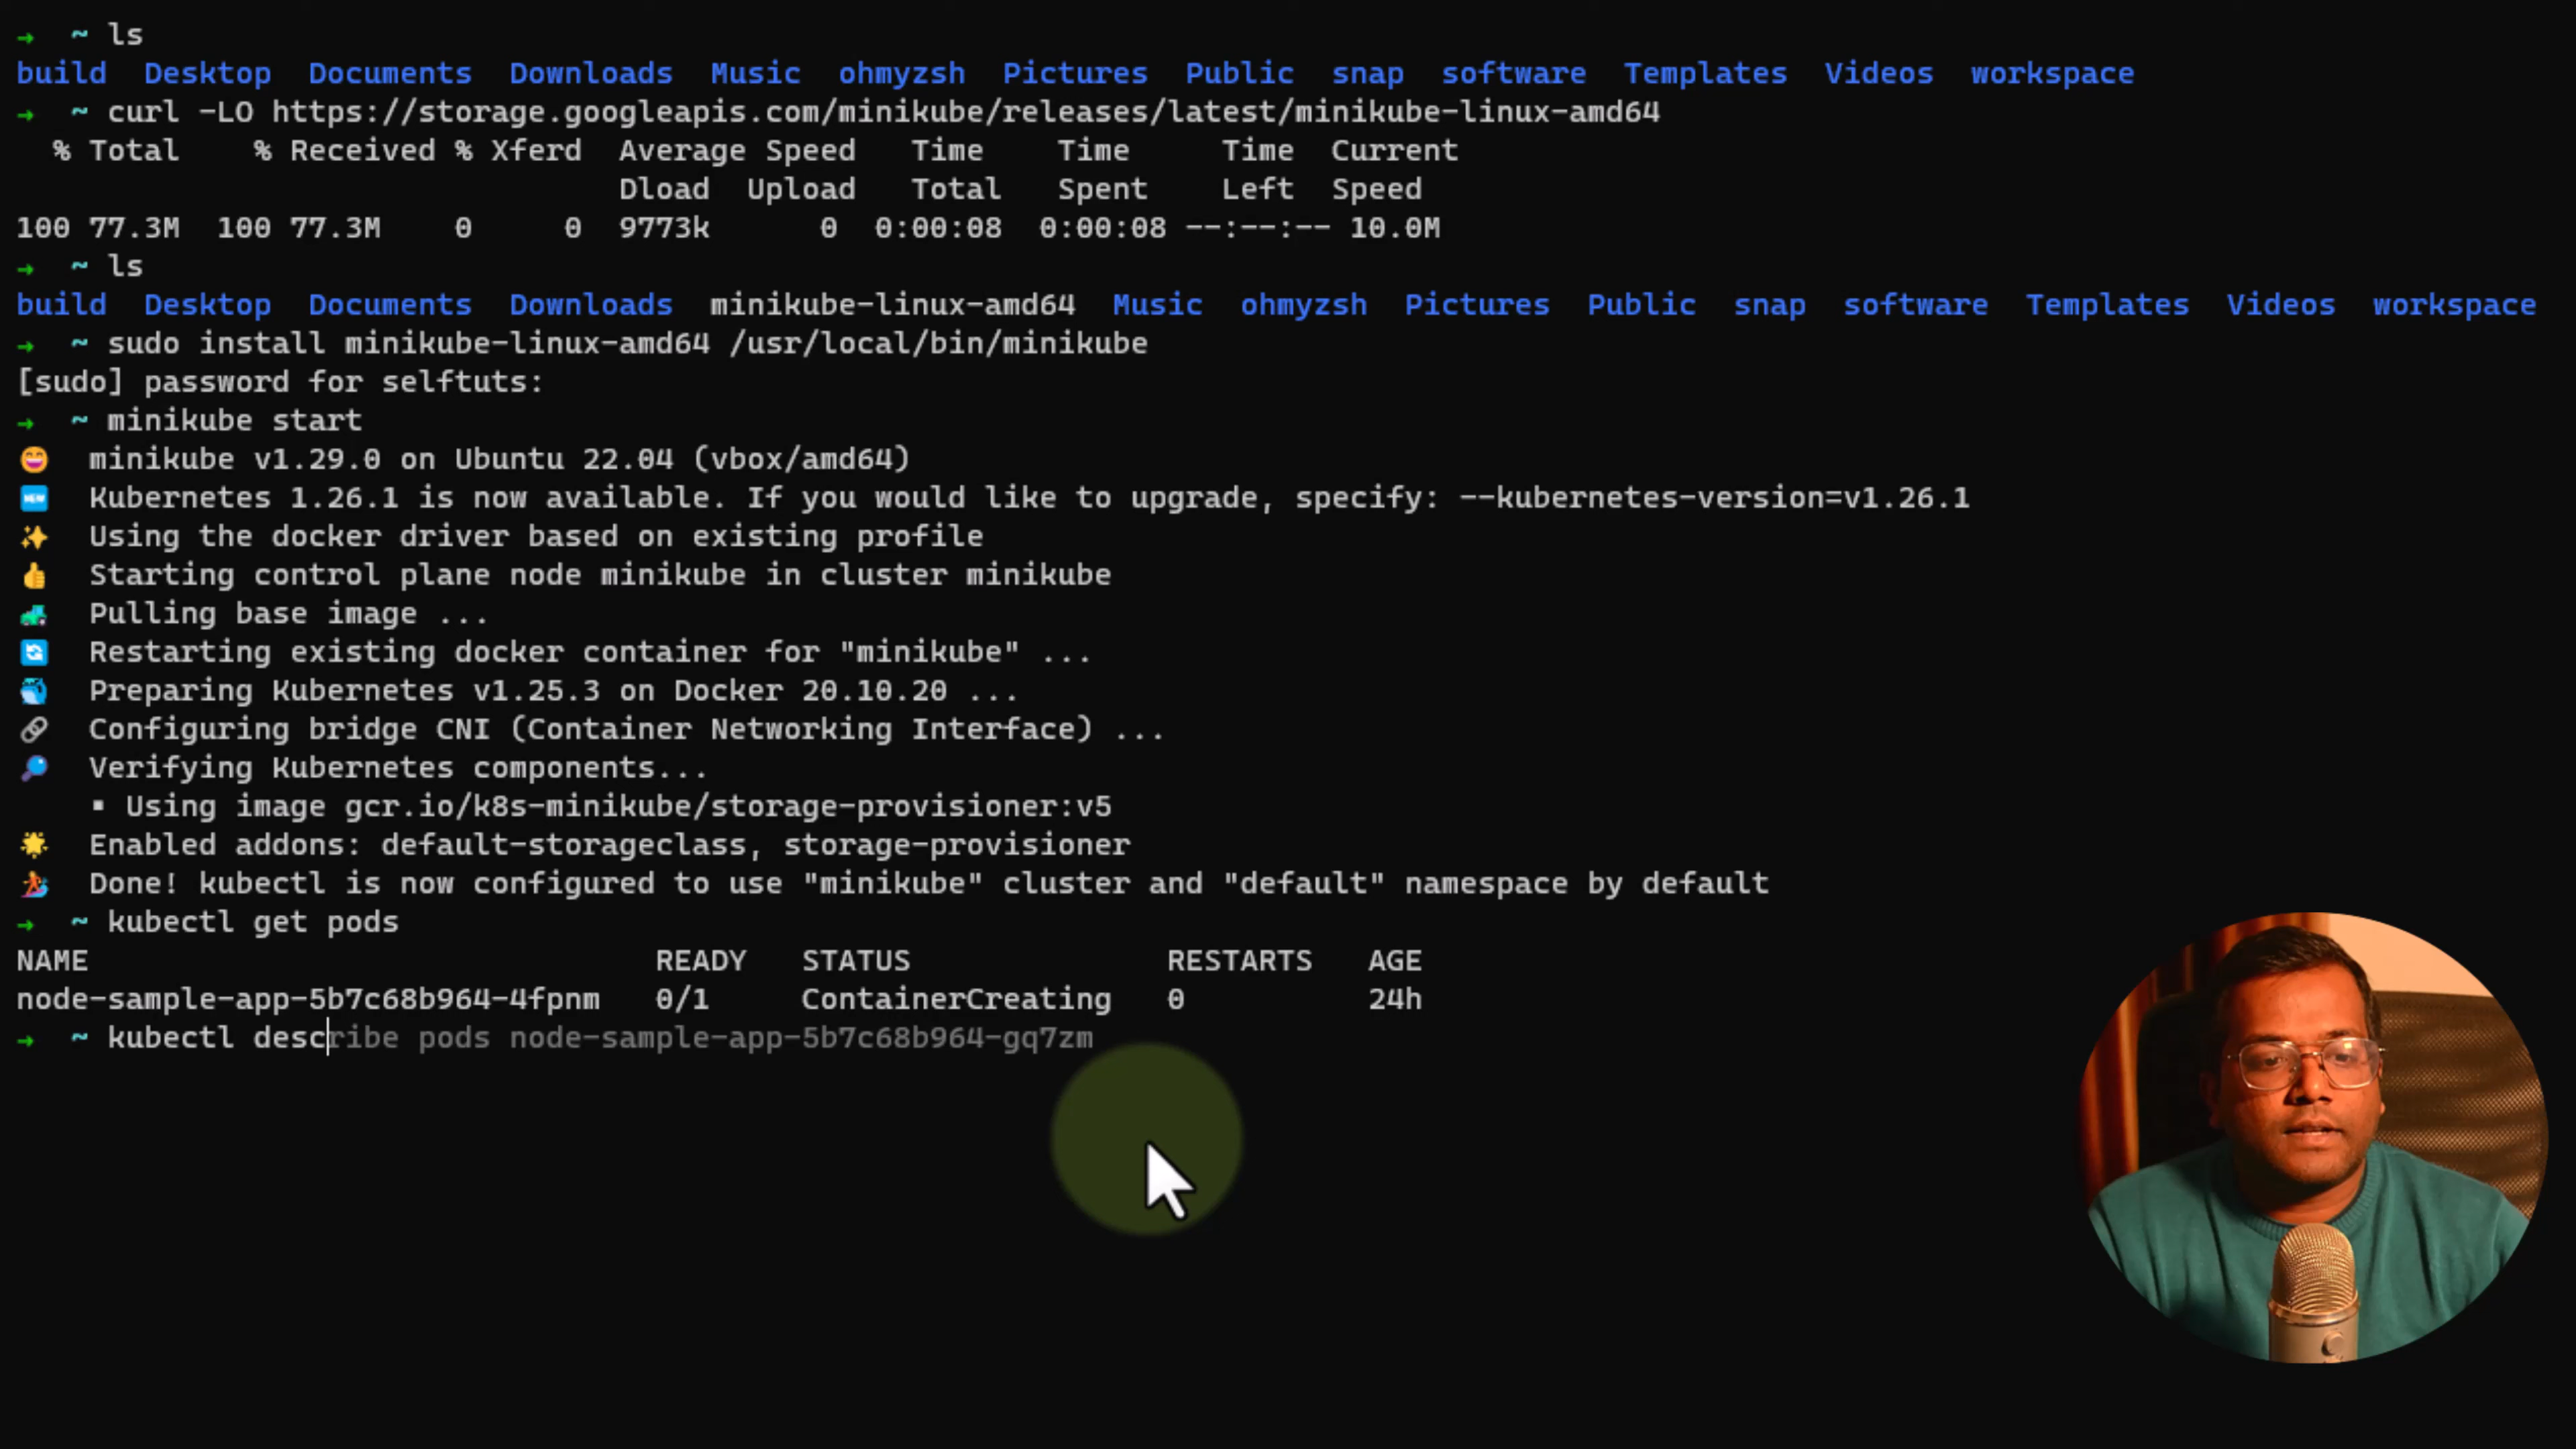 → ~ ls
build Desktop Documents Downloads Music ohmyzsh Pictures Public snap software Templates Videos workspace
→ ~ curl -LO https://storage.googleapis.com/minikube/releases/latest/minikube-linux-amd64
% Total % Received % Xferd Average Speed Time Time Time Current
Dload Upload Total Spent Left Speed
100 77.3M 100 77.3M 0 0 9773k 0 0:00:08 0:00:08 --:--:-- 10.0M
→ ~ ls
build Desktop Documents Downloads minikube-linux-amd64 Music ohmyzsh Pictures Public snap software Templates Videos workspace
→ ~ sudo install minikube-linux-amd64 /usr/local/bin/minikube
[sudo] password for selftuts:
→ ~ minikube start
minikube v1.29.0 on Ubuntu 22.04 (vbox/amd64)
NEW Kubernetes 1.26.1 is now available. If you would like to upgrade, specify: --kubernetes-version=v1.26.1
Using the docker driver based on existing profile
Starting control plane node minikube in cluster minikube
Pulling base image ...
Restarting existing docker container for "minikube" ...
Preparing Kubernetes v1.25.3 on Docker 20.10.20 ...
Configuring bridge CNI (Container Networking Interface) ...
Verifying Kubernetes components...
▪ Using image gcr.io/k8s-minikube/storage-provisioner:v5
Enabled addons: default-storageclass, storage-provisioner
Done! kubectl is now configured to use "minikube" cluster and "default" namespace by default
→ ~ kubectl get pods
NAME READY STATUS RESTARTS AGE
node-sample-app-5b7c68b964-4fpnm 0/1 ContainerCreating 0 24h
→ ~ kubectl describe pods node-sample-app-5b7c68b964-gq7zm